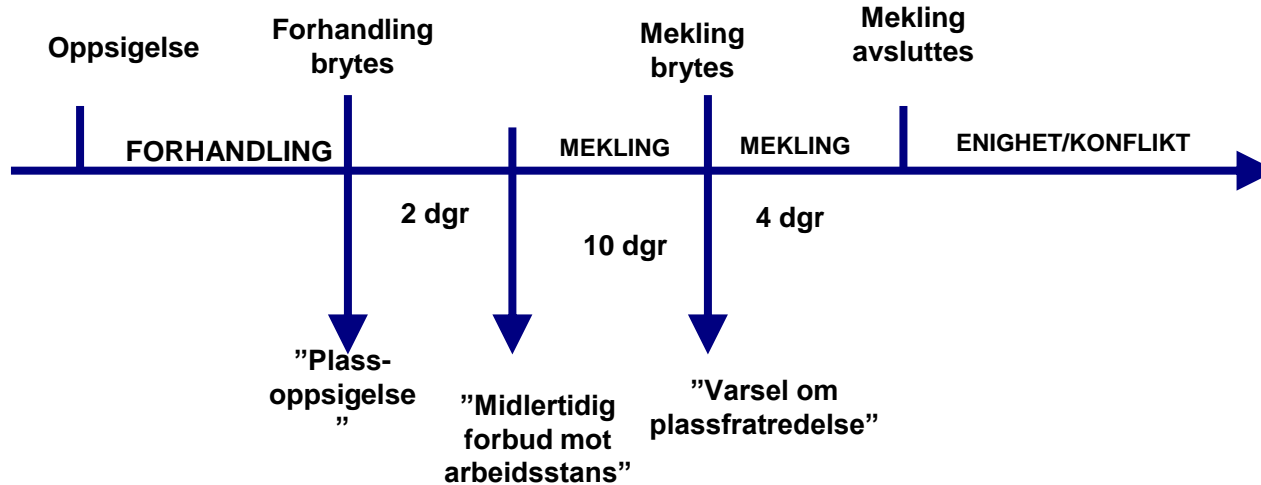 Oppsigelse
Forhandling
brytes
Mekling
brytes
Mekling
avsluttes
FORHANDLING
MEKLING
MEKLING
ENIGHET/KONFLIKT
2 dgr
10 dgr
4 dgr
”Plass-
oppsigelse
”
”Midlertidig
forbud mot
arbeidsstans”
”Varsel om
plassfratredelse”